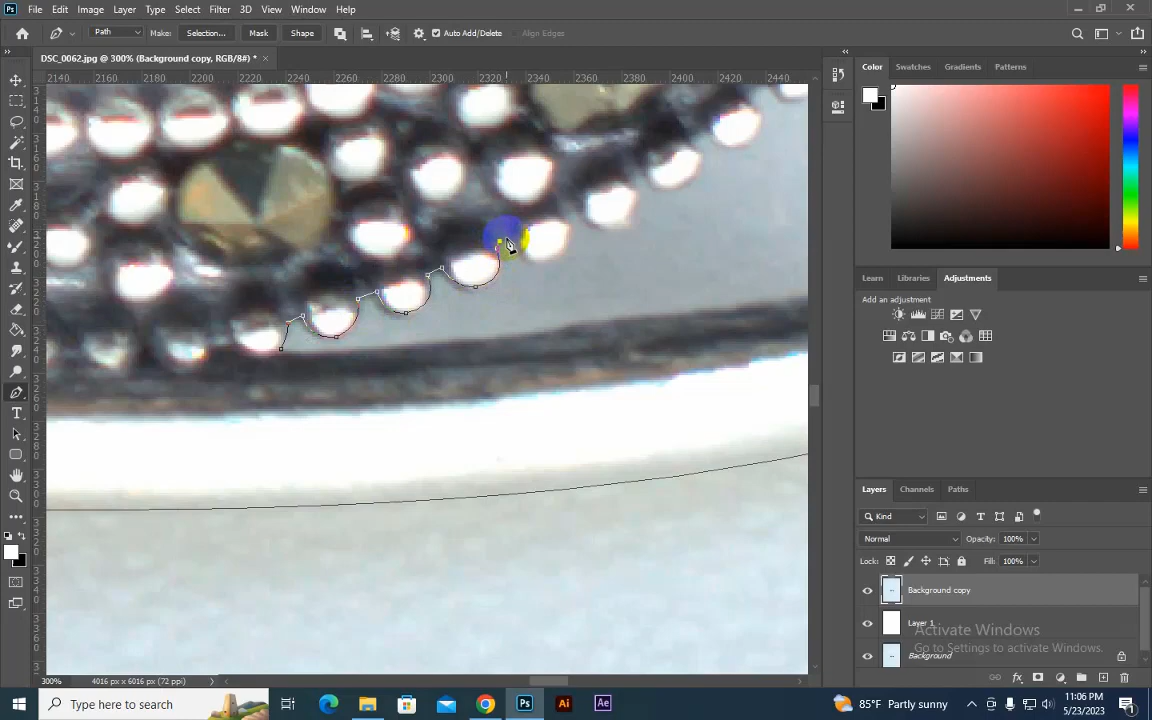 Ps File Edit Image Layer Type Select Filter 3D View Window Help
Path Make: Selection... Mask Shape Auto Add/Delete Align Edges
DSC_0062.jpg @ 300% (Background copy, RGB/8#) * ×
2140 2160 2180 2200 2220 2240 2260 2280 2300 2320 2340 2360 2380 2400 2420 2440
Color Swatches Gradients Patterns
Learn Libraries Adjustments
Add an adjustment
Layers Channels Paths
Kind
Normal Opacity: 100%
Lock: Fill: 100%
Background copy
Layer 1
Activate Windows
Go to Settings to activate Windows.
Background
300% 4016 px x 6016 px (72 ppi)
Type here to search
Ps Ai Ae
85°F Partly sunny
11:06 PM
5/23/2023
1